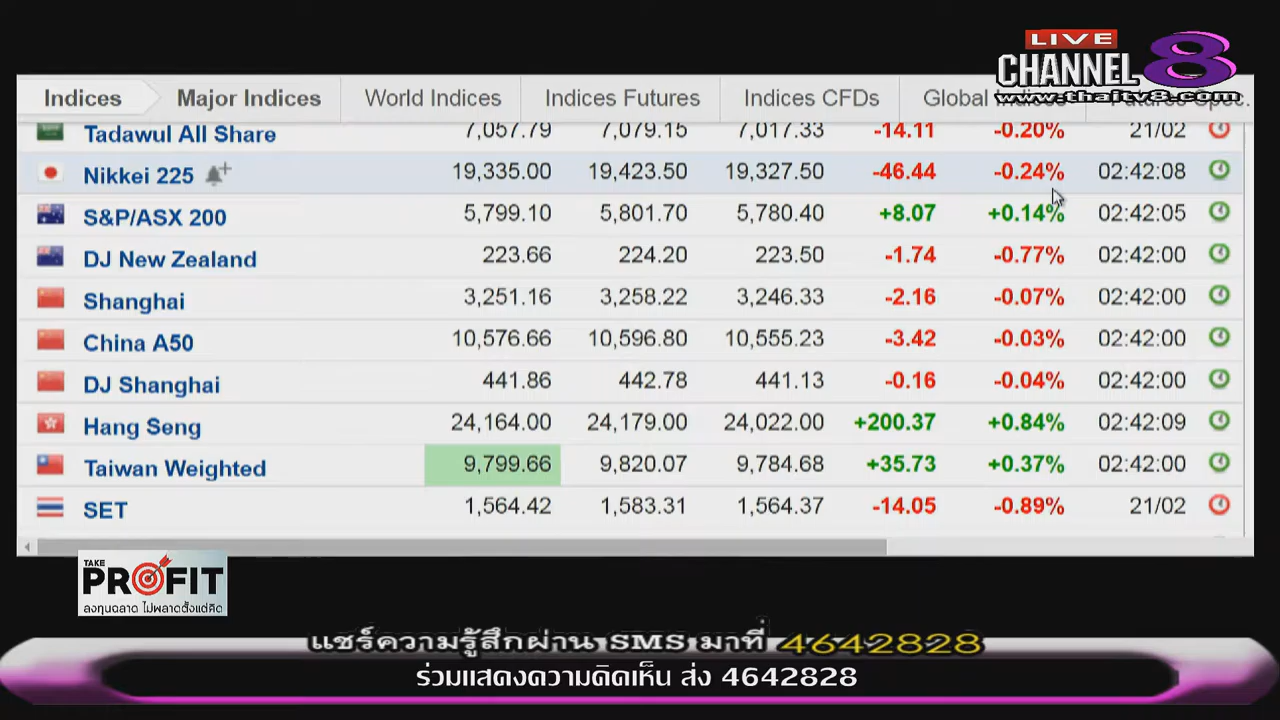 LIVE
CHANNEL 8
www.thaitv8.com
Indices Major Indices World Indices Indices Futures Indices CFDs Global Indices
Tadawul All Share 7,057.79 7,079.15 7,017.33 -14.11 -0.20% 21/02
Nikkei 225 19,335.00 19,423.50 19,327.50 -46.44 -0.24% 02:42:08
S&P/ASX 200 5,799.10 5,801.70 5,780.40 +8.07 +0.14% 02:42:05
DJ New Zealand 223.66 224.20 223.50 -1.74 -0.77% 02:42:00
Shanghai 3,251.16 3,258.22 3,246.33 -2.16 -0.07% 02:42:00
China A50 10,576.66 10,596.80 10,555.23 -3.42 -0.03% 02:42:00
DJ Shanghai 441.86 442.78 441.13 -0.16 -0.04% 02:42:00
Hang Seng 24,164.00 24,179.00 24,022.00 +200.37 +0.84% 02:42:09
Taiwan Weighted 9,799.66 9,820.07 9,784.68 +35.73 +0.37% 02:42:00
SET 1,564.42 1,583.31 1,564.37 -14.05 -0.89% 21/02
TAKE
PROFIT
ลงทุนฉลาด ไม่พลาดตั้งแต่คิด
แชร์ความรู้สึกผ่าน SMS มาที่ 4642828
ร่วมแสดงความคิดเห็น ส่ง 4642828